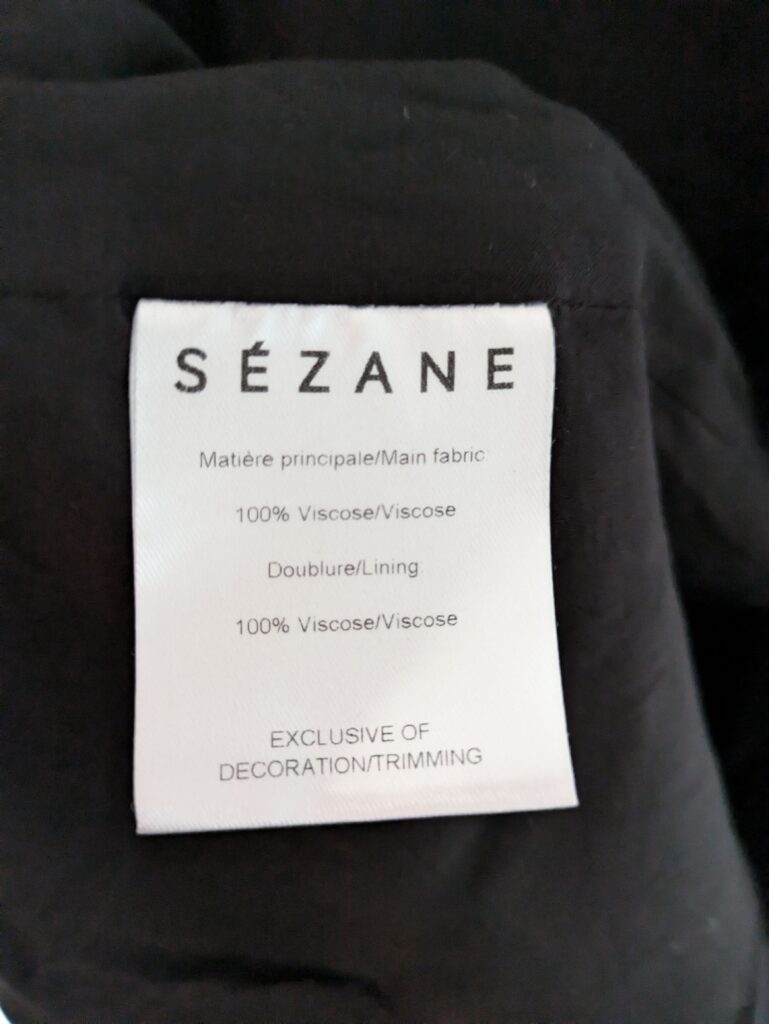 SÉZANE
Matière principale/Main fabric
100% Viscose/Viscose
Doublure/Lining
100% Viscose/Viscose
EXCLUSIVE OF
DECORATION/TRIMMING